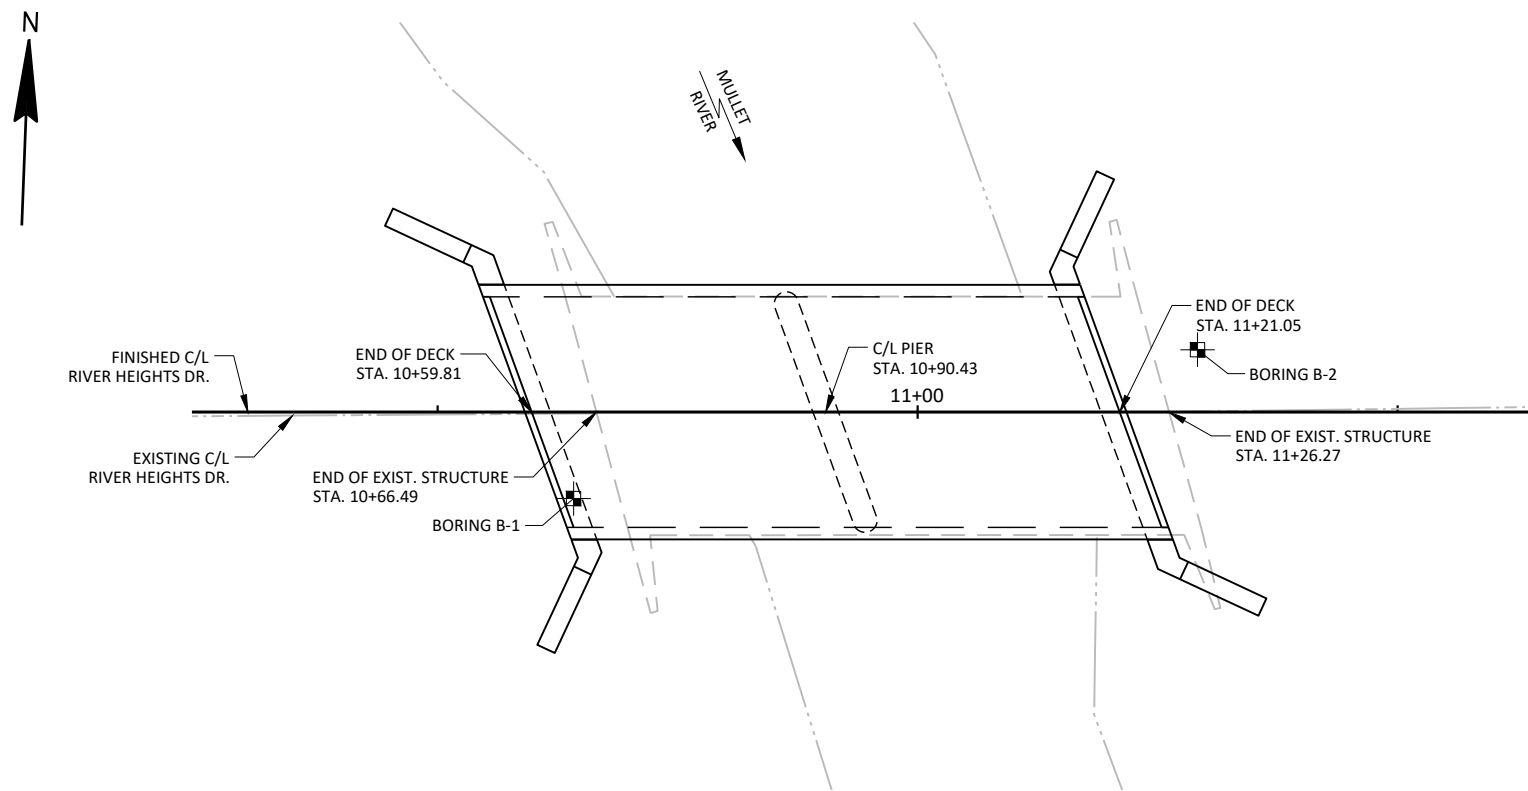 N
MULLET
RIVER
FINISHED C/L
RIVER HEIGHTS DR.
END OF DECK
STA. 10+59.81
C/L PIER
STA. 10+90.43
11+00
END OF DECK
STA. 11+21.05
BORING B-2
EXISTING C/L
RIVER HEIGHTS DR.
END OF EXIST. STRUCTURE
STA. 10+66.49
BORING B-1
END OF EXIST. STRUCTURE
STA. 11+26.27